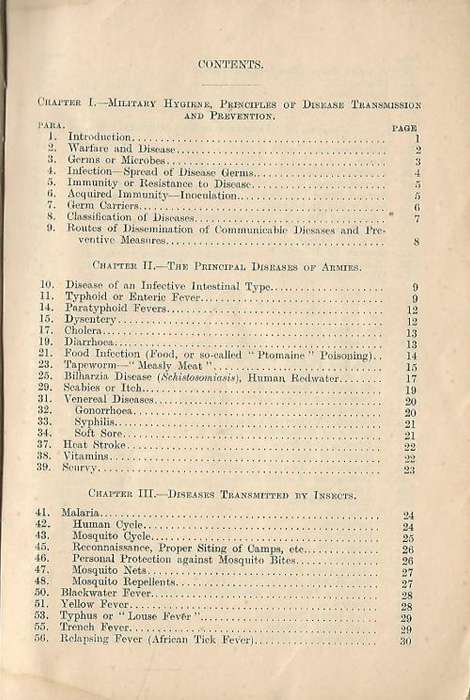 CONTENTS.
CHAPTER I.—MILITARY HYGIENE, PRINCIPLES OF DISEASE TRANSMISSION
AND PREVENTION.
PARA. PAGE
1. Introduction 1
2. Warfare and Disease 2
3. Germs or Microbes 3
4. Infection—Spread of Disease Germs 4
5. Immunity or Resistance to Disease 5
6. Acquired Immunity—Inoculation 5
7. Germ Carriers 6
8. Classification of Diseases 7
9. Routes of Dissemination of Communicable Diesases and Pre-
ventive Measures 8
CHAPTER II.—THE PRINCIPAL DISEASES OF ARMIES.
10. Disease of an Infective Intestinal Type 9
11. Typhoid or Enteric Fever 9
14. Paratyphoid Fevers 12
15. Dysentery 12
17. Cholera 13
19. Diarrhoea 13
21. Food Infection (Food, or so-called "Ptomaine" Poisoning) 14
23. Tapeworm—"Measly Meat" 15
25. Bilharzia Disease (Schistosomiasis), Human Redwater 17
29. Scabies or Itch 19
31. Venereal Diseases 20
32. Gonorrhoea 20
33. Syphilis 21
34. Soft Sore 21
37. Heat Stroke 22
38. Vitamins 22
39. Scurvy 23
CHAPTER III.—DISEASES TRANSMITTED BY INSECTS.
41. Malaria 24
42. Human Cycle 24
43. Mosquito Cycle 25
45. Reconnaissance, Proper Siting of Camps, etc. 26
46. Personal Protection against Mosquito Bites 26
47. Mosquito Nets 27
48. Mosquito Repellents 27
50. Blackwater Fever 28
51. Yellow Fever 28
53. Typhus or "Louse Fever" 29
55. Trench Fever 29
56. Relapsing Fever (African Tick Fever) 30